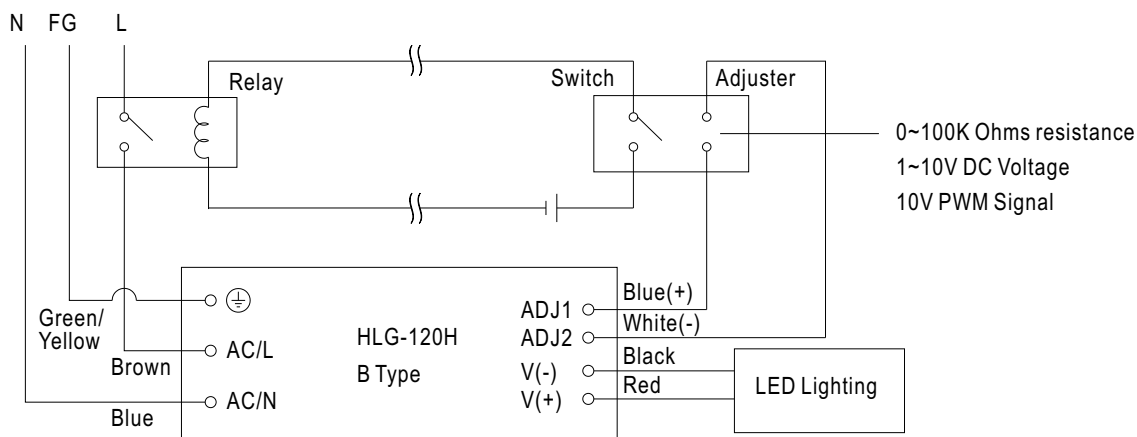 N FG L
Relay
Switch
Adjuster
0~100K Ohms resistance
1~10V DC Voltage
10V PWM Signal
Green/
Yellow
Brown
Blue
AC/L
AC/N
HLG-120H
B Type
ADJ1
ADJ2
V(-)
V(+)
Blue(+)
White(-)
Black
Red
LED Lighting